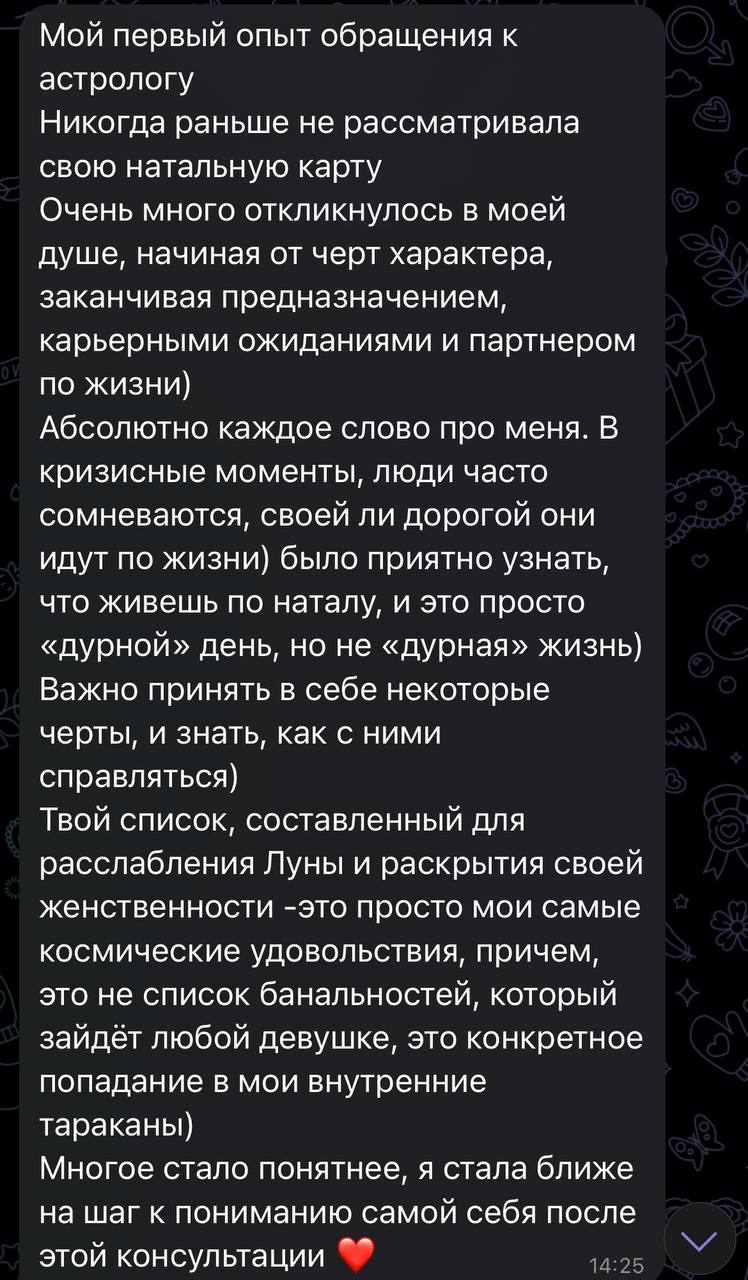 Мой первый опыт обращения к
астрологу
Никогда раньше не рассматривала
свою натальную карту
Очень много откликнулось в моей
душе, начиная от черт характера,
заканчивая предназначением,
карьерными ожиданиями и партнером
по жизни)
Абсолютно каждое слово про меня. В
кризисные моменты, люди часто
сомневаются, своей ли дорогой они
идут по жизни) было приятно узнать,
что живешь по наталу, и это просто
«дурной» день, но не «дурная» жизнь)
Важно принять в себе некоторые
черты, и знать, как с ними
справляться)
Твой список, составленный для
расслабления Луны и раскрытия своей
женственности -это просто мои самые
космические удовольствия, причем,
это не список банальностей, который
зайдёт любой девушке, это конкретное
попадание в мои внутренние
тараканы)
Многое стало понятнее, я стала ближе
на шаг к пониманию самой себя после
этой консультации ❤️
14:25